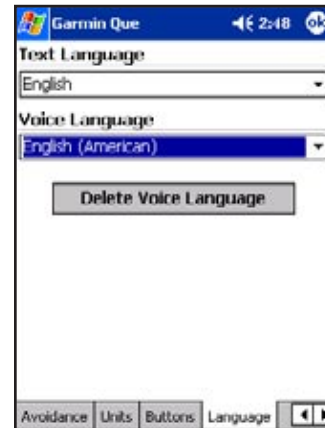 Garmin Que 2:48 ok
Text Language
English
Voice Language
English (American)
Delete Voice Language
Avoidance Units Buttons Language